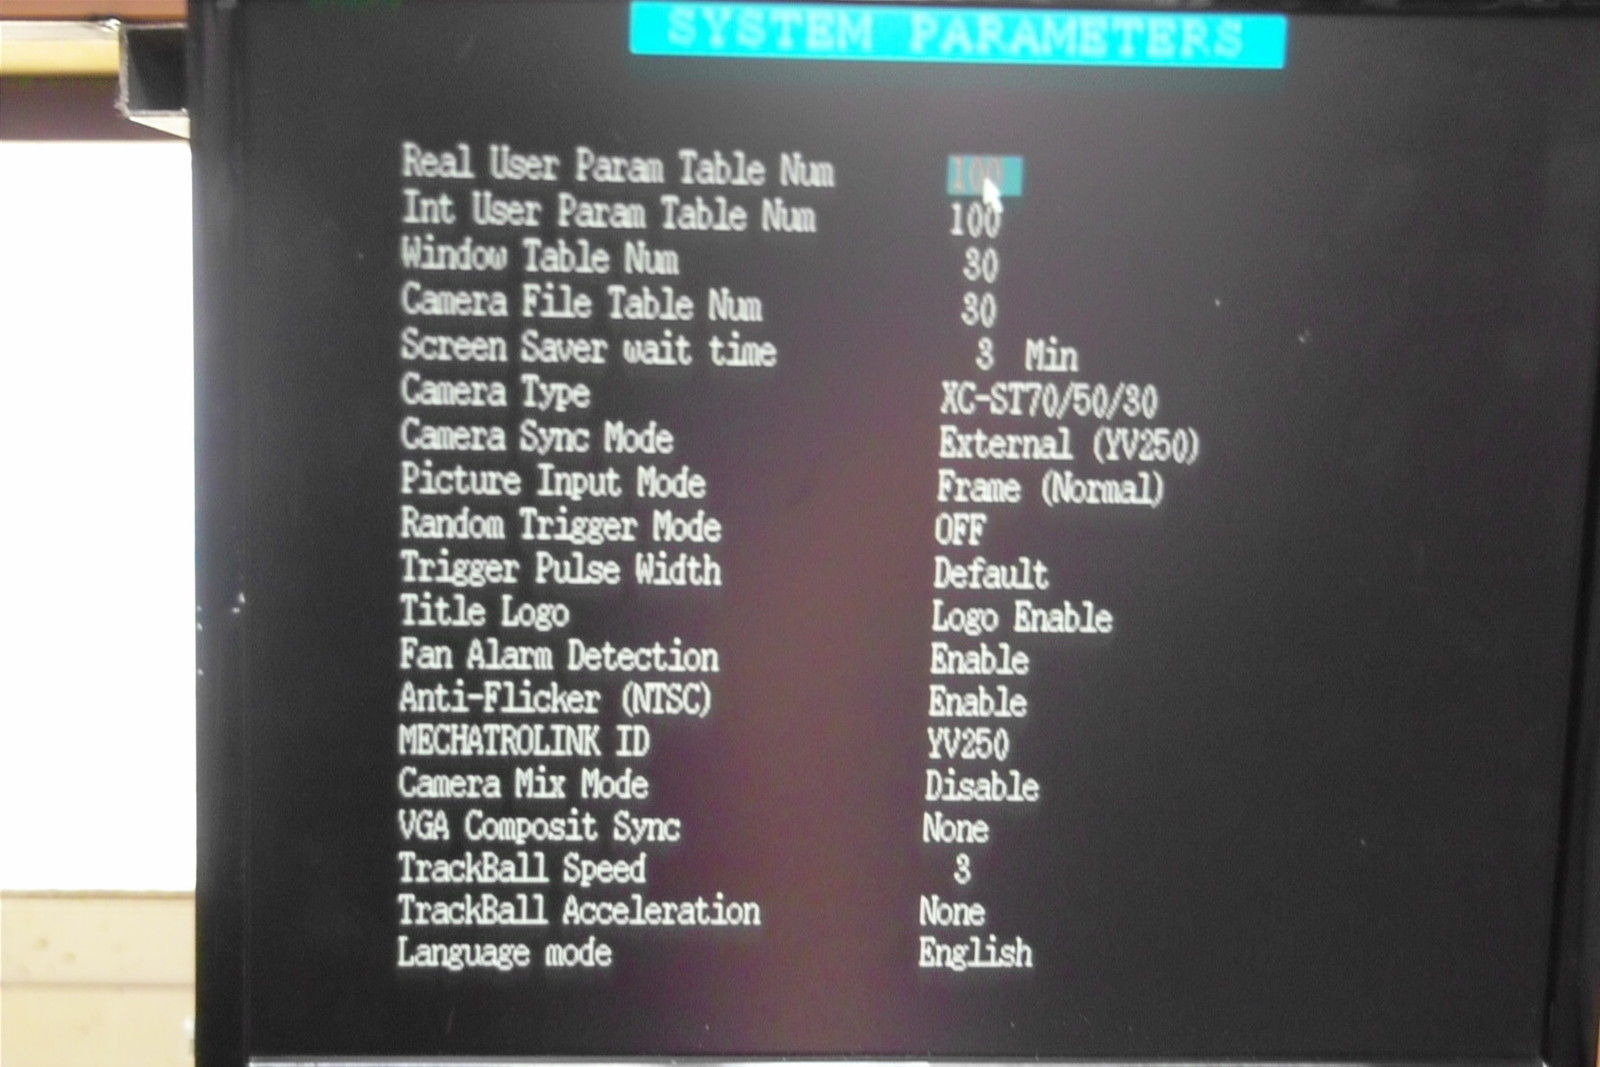 SYSTEM PARAMETERS
Real User Param Table Num 100
Int User Param Table Num 100
Window Table Num 30
Camera File Table Num 30
Screen Saver wait time 3 Min
Camera Type XC-ST70/50/30
Camera Sync Mode External (YV250)
Picture Input Mode Frame (Normal)
Random Trigger Mode OFF
Trigger Pulse Width Default
Title Logo Logo Enable
Fan Alarm Detection Enable
Anti-Flicker (NTSC) Enable
MECHATROLINK ID YV250
Camera Mix Mode Disable
VGA Composit Sync None
TrackBall Speed 3
TrackBall Acceleration None
Language mode English